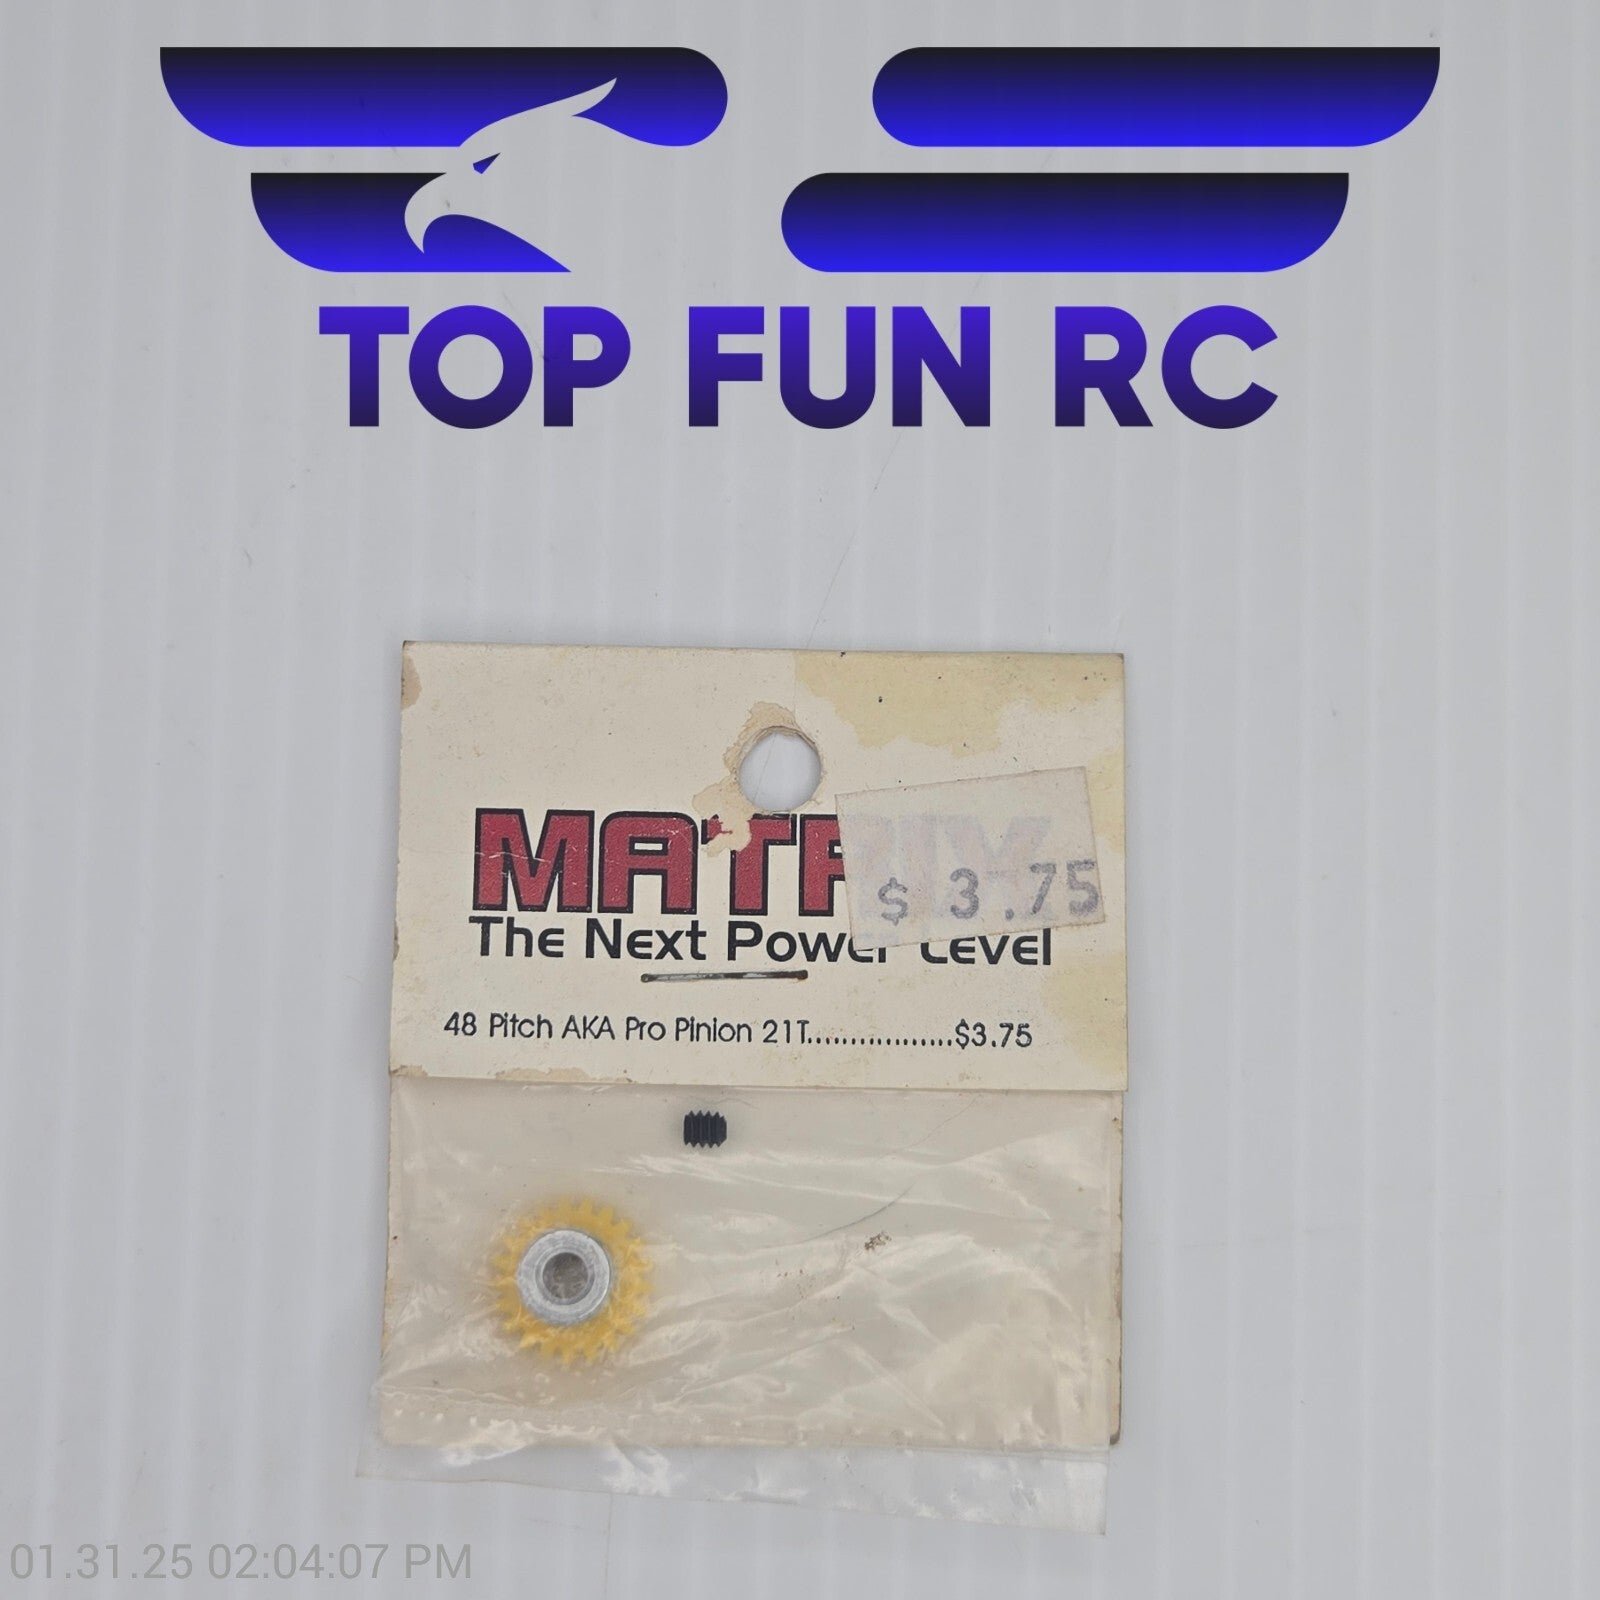 TOP FUN RC
MATRIX
$ 3.75
The Next Power Level
48 Pitch AKA Pro Pinion 21T.................$3.75
01.31.25 02:04:07 PM